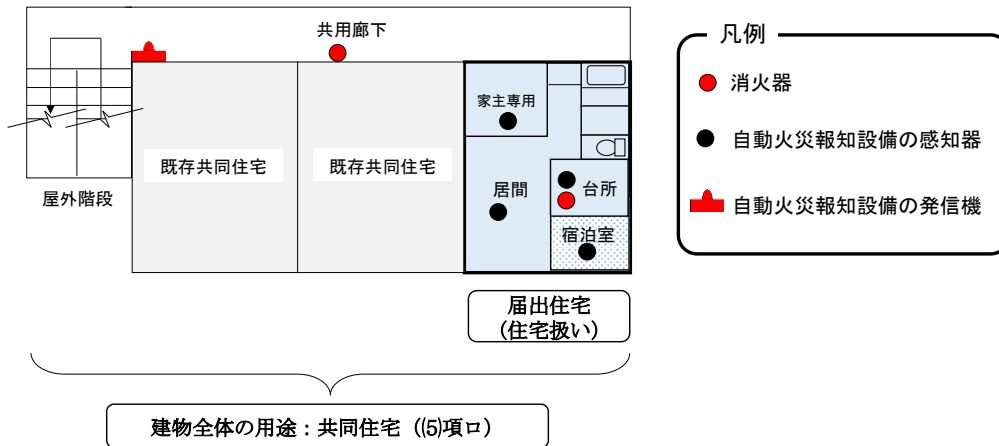 共用廊下
凡例
消火器
自動火災報知設備の感知器
自動火災報知設備の発信機
家主専用
既存共同住宅
既存共同住宅
居間
台所
宿泊室
屋外階段
届出住宅
(住宅扱い)
建物全体の用途：共同住宅（(5)項ロ）